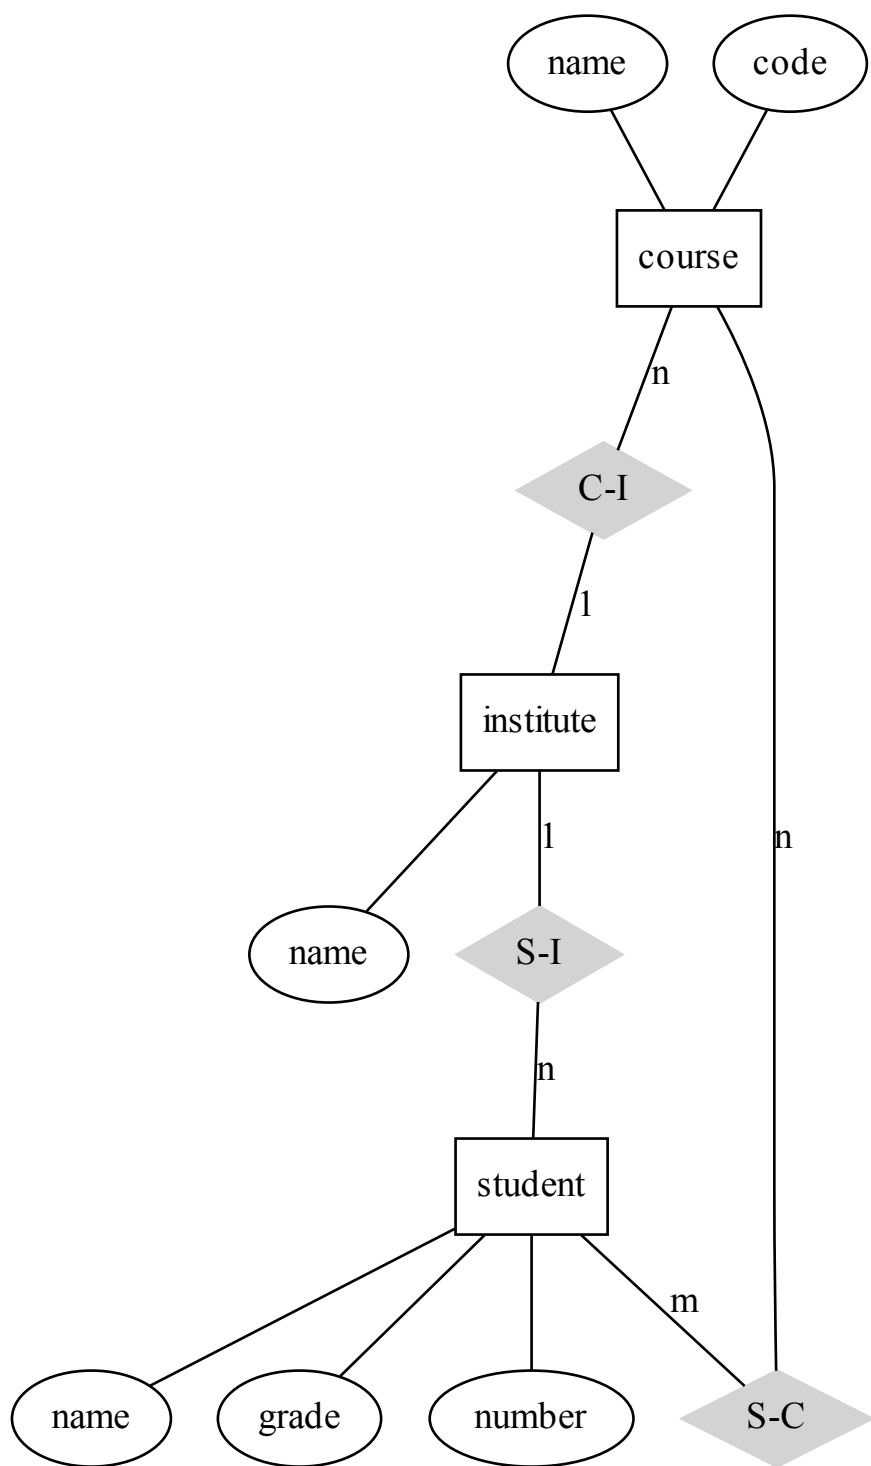 name code
course
n
C-I
1
institute
1
n
name
S-I
n
student
m
name
grade
number
S-C